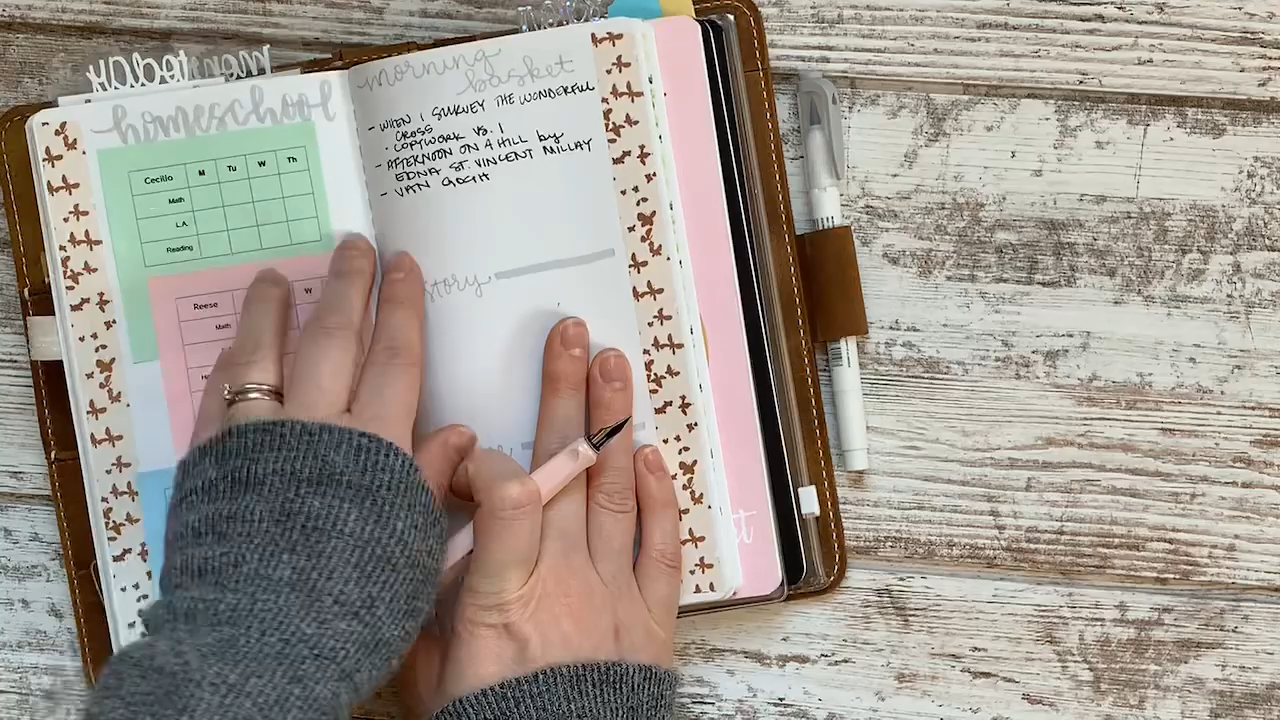 homeschool
Cecilia M Tu W Th
Math
L.A.
Reading
Reese W
Math
morning
basket
- WHEN I SURVEY THE WONDERFUL
CROSS
• COPYWORK VS. 1
- AFTERNOON ON A HILL by
EDNA ST. VINCENT MILLAY
- VAN GOGH
story